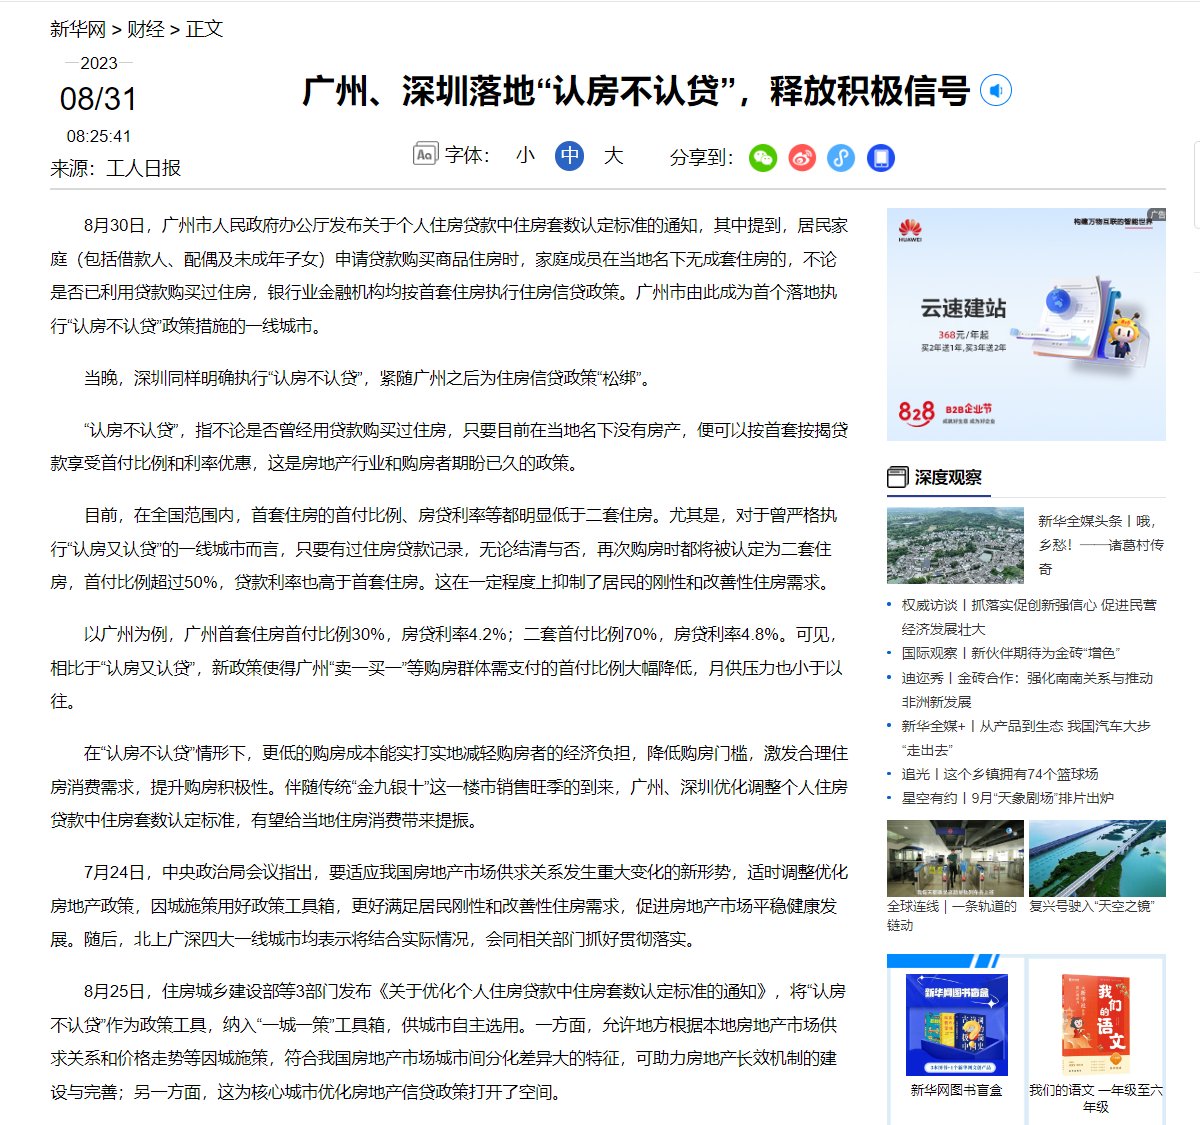 新华网 > 财经 > 正文
2023
08/31
08:25:41
来源：工人日报
广州、深圳落地“认房不认贷”，释放积极信号
Aa 字体： 小 中 大 分享到：
8月30日，广州市人民政府办公厅发布关于个人住房贷款中住房套数认定标准的通知，其中提到，居民家
庭（包括借款人、配偶及未成年子女）申请贷款购买商品住房时，家庭成员在当地名下无成套住房的，不论
是否已利用贷款购买过住房，银行业金融机构均按首套住房执行住房信贷政策。广州市由此成为首个落地执
行“认房不认贷”政策措施的一线城市。
当晚，深圳同样明确执行“认房不认贷”，紧随广州之后为住房信贷政策“松绑”。
“认房不认贷”，指不论是否曾经用贷款购买过住房，只要目前在当地名下没有房产，便可以按首套按揭贷
款享受首付比例和利率优惠，这是房地产行业和购房者期盼已久的政策。
目前，在全国范围内，首套住房的首付比例、房贷利率等都明显低于二套住房。尤其是，对于曾严格执
行“认房又认贷”的一线城市而言，只要有过住房贷款记录，无论结清与否，再次购房时都将被认定为二套住
房，首付比例超过50%，贷款利率也高于首套住房。这在一定程度上抑制了居民的刚性和改善性住房需求。
以广州为例，广州首套住房首付比例30%，房贷利率4.2%；二套首付比例70%，房贷利率4.8%。可见，
相比于“认房又认贷”，新政策使得广州“卖一买一”等购房群体需支付的首付比例大幅降低，月供压力也小于以
往。
在“认房不认贷”情形下，更低的购房成本能实打实地减轻购房者的经济负担，降低购房门槛，激发合理住
房消费需求，提升购房积极性。伴随传统“金九银十”这一楼市销售旺季的到来，广州、深圳优化调整个人住房
贷款中住房套数认定标准，有望给当地住房消费带来提振。
7月24日，中央政治局会议指出，要适应我国房地产市场供求关系发生重大变化的新形势，适时调整优化
房地产政策，因城施策用好政策工具箱，更好满足居民刚性和改善性住房需求，促进房地产市场平稳健康发
展。随后，北上广深四大一线城市均表示将结合实际情况，会同相关部门抓好贯彻落实。
8月25日，住房城乡建设部等3部门发布《关于优化个人住房贷款中住房套数认定标准的通知》，将“认房
不认贷”作为政策工具，纳入“一城一策”工具箱，供城市自主选用。一方面，允许地方根据本地房地产市场供
求关系和价格走势等因城施策，符合我国房地产市场城市间分化差异大的特征，可助力房地产长效机制的建
设与完善；另一方面，这为核心城市优化房地产信贷政策打开了空间。
广告
HUAWEI
构建万物互联的智能世界
云速建站
368元/年起
买2年送1年,买3年送2年
828 B2B企业节
成就好生意 成为好企业
深度观察
新华全媒头条丨哦，
乡愁！——诸葛村传
奇
权威访谈丨抓落实促创新强信心 促进民营
经济发展壮大
国际观察丨新伙伴期待为金砖“增色”
迪迩秀丨金砖合作：强化南南关系与推动
非洲新发展
新华全媒+丨从产品到生态 我国汽车大步
“走出去”
追光丨这个乡镇拥有74个篮球场
星空有约丨9月“天象剧场”排片出炉
全球连线｜一条轨道的
链动
复兴号驶入“天空之镜”
新华网图书盲盒
新华网图书盲盒
我们的语文
我们的语文 一年级至六
年级